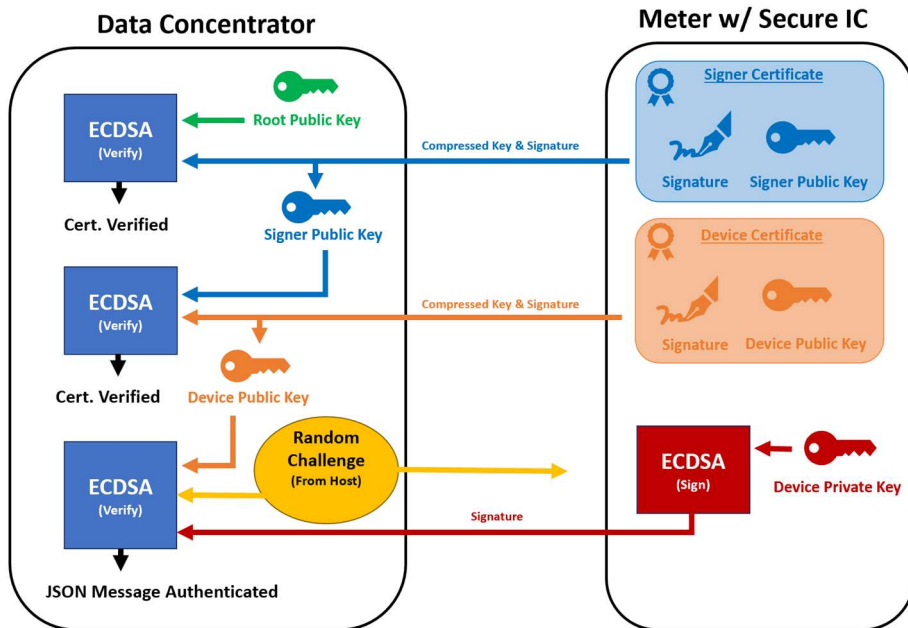 Data Concentrator
Meter w/ Secure IC
Root Public Key
ECDSA
(Verify)
Cert. Verified
Compressed Key & Signature
Signer Certificate
Signature
Signer Public Key
Signer Public Key
ECDSA
(Verify)
Cert. Verified
Compressed Key & Signature
Device Certificate
Signature
Device Public Key
Device Public Key
Random
Challenge
(From Host)
ECDSA
(Verify)
JSON Message Authenticated
Signature
ECDSA
(Sign)
Device Private Key